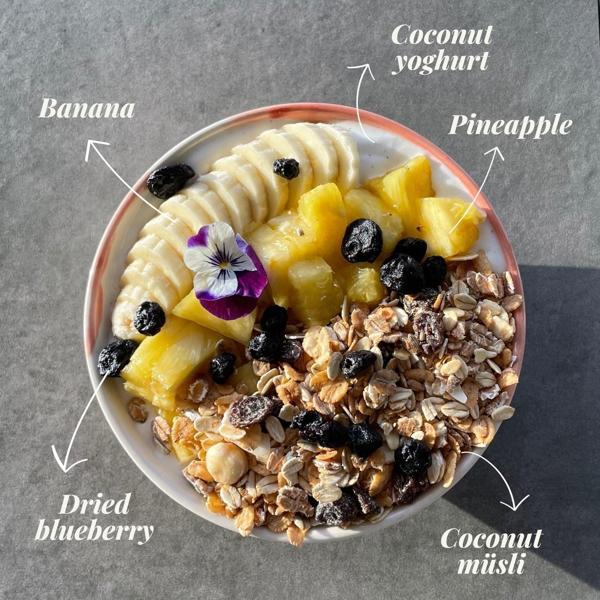 Coconut
yoghurt
Banana
Pineapple
Dried
blueberry
Coconut
müsli